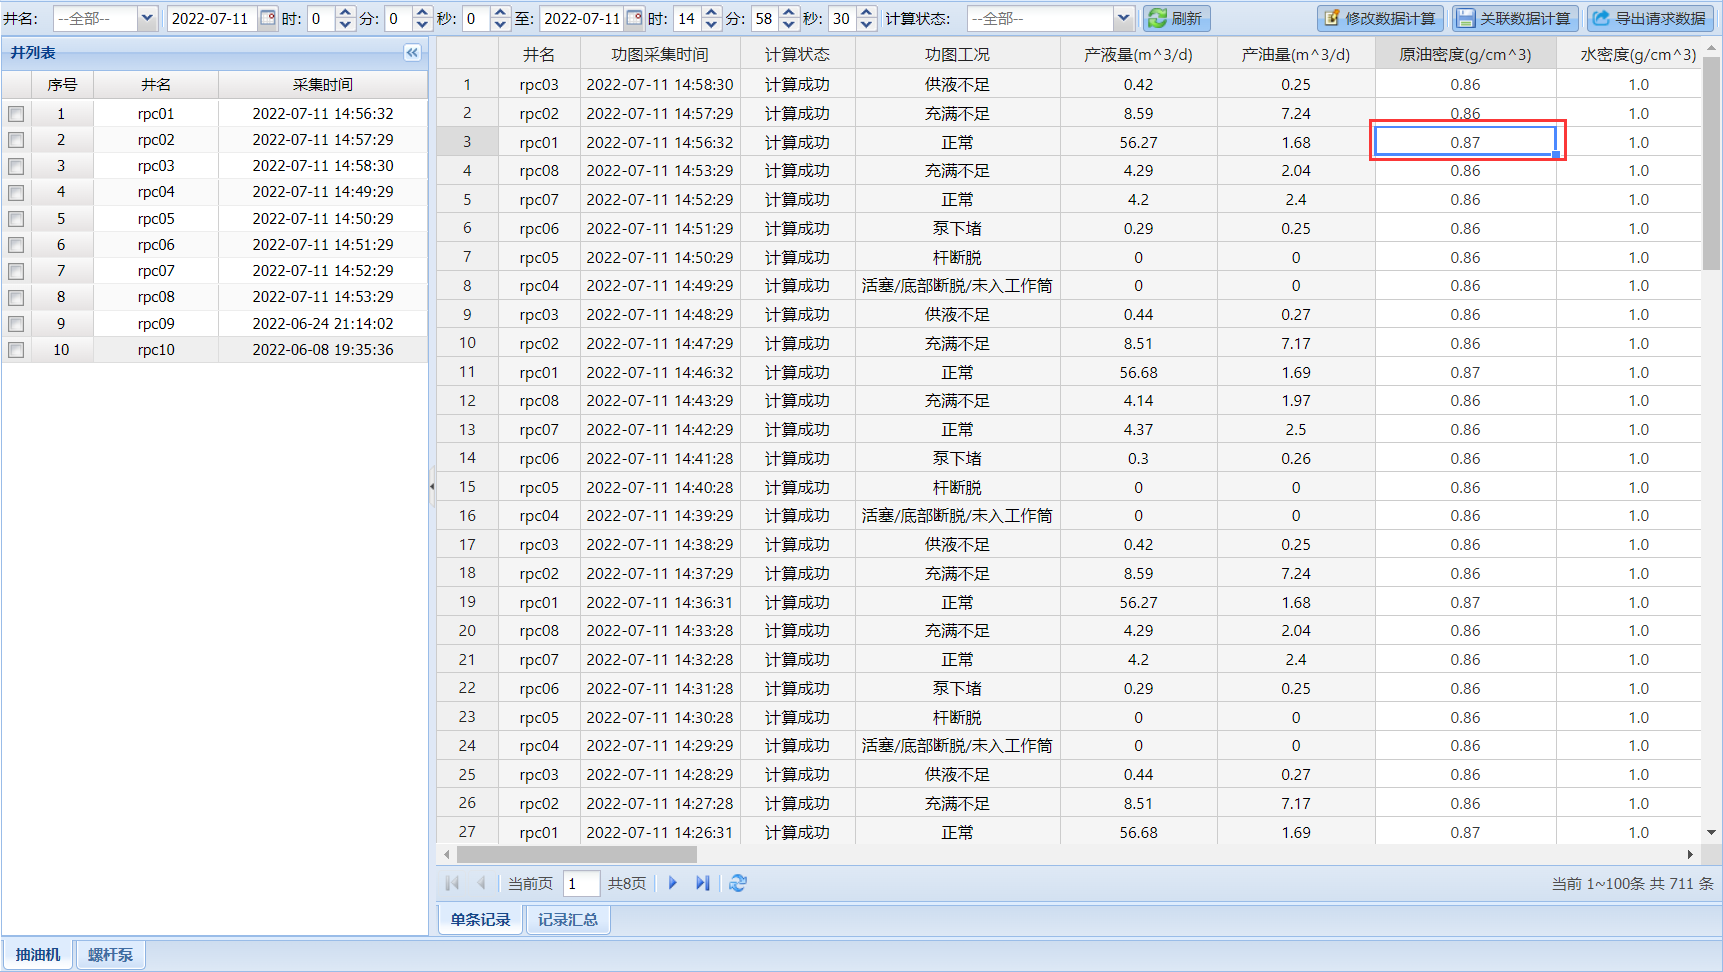 井名: --全部-- 2022-07-11 时: 0 分: 0 秒: 0 至: 2022-07-11 时: 14 分: 58 秒: 30 计算状态: --全部-- 刷新 修改数据计算 关联数据计算 导出请求数据
井列表
序号 井名 采集时间
1 rpc01 2022-07-11 14:56:32
2 rpc02 2022-07-11 14:57:29
3 rpc03 2022-07-11 14:58:30
4 rpc04 2022-07-11 14:49:29
5 rpc05 2022-07-11 14:50:29
6 rpc06 2022-07-11 14:51:29
7 rpc07 2022-07-11 14:52:29
8 rpc08 2022-07-11 14:53:29
9 rpc09 2022-06-24 21:14:02
10 rpc10 2022-06-08 19:35:36
井名 功图采集时间 计算状态 功图工况 产液量(m^3/d) 产油量(m^3/d) 原油密度(g/cm^3) 水密度(g/cm^3)
1 rpc03 2022-07-11 14:58:30 计算成功 供液不足 0.42 0.25 0.86 1.0
2 rpc02 2022-07-11 14:57:29 计算成功 充满不足 8.59 7.24 0.86 1.0
3 rpc01 2022-07-11 14:56:32 计算成功 正常 56.27 1.68 0.87 1.0
4 rpc08 2022-07-11 14:53:29 计算成功 充满不足 4.29 2.04 0.86 1.0
5 rpc07 2022-07-11 14:52:29 计算成功 正常 4.2 2.4 0.86 1.0
6 rpc06 2022-07-11 14:51:29 计算成功 泵下堵 0.29 0.25 0.86 1.0
7 rpc05 2022-07-11 14:50:29 计算成功 杆断脱 0 0 0.86 1.0
8 rpc04 2022-07-11 14:49:29 计算成功 活塞/底部断脱/未入工作筒 0 0 0.86 1.0
9 rpc03 2022-07-11 14:48:29 计算成功 供液不足 0.44 0.27 0.86 1.0
10 rpc02 2022-07-11 14:47:29 计算成功 充满不足 8.51 7.17 0.86 1.0
11 rpc01 2022-07-11 14:46:32 计算成功 正常 56.68 1.69 0.87 1.0
12 rpc08 2022-07-11 14:43:29 计算成功 充满不足 4.14 1.97 0.86 1.0
13 rpc07 2022-07-11 14:42:29 计算成功 正常 4.37 2.5 0.86 1.0
14 rpc06 2022-07-11 14:41:28 计算成功 泵下堵 0.3 0.26 0.86 1.0
15 rpc05 2022-07-11 14:40:28 计算成功 杆断脱 0 0 0.86 1.0
16 rpc04 2022-07-11 14:39:29 计算成功 活塞/底部断脱/未入工作筒 0 0 0.86 1.0
17 rpc03 2022-07-11 14:38:29 计算成功 供液不足 0.42 0.25 0.86 1.0
18 rpc02 2022-07-11 14:37:29 计算成功 充满不足 8.59 7.24 0.86 1.0
19 rpc01 2022-07-11 14:36:31 计算成功 正常 56.27 1.68 0.87 1.0
20 rpc08 2022-07-11 14:33:28 计算成功 充满不足 4.29 2.04 0.86 1.0
21 rpc07 2022-07-11 14:32:28 计算成功 正常 4.2 2.4 0.86 1.0
22 rpc06 2022-07-11 14:31:28 计算成功 泵下堵 0.29 0.25 0.86 1.0
23 rpc05 2022-07-11 14:30:28 计算成功 杆断脱 0 0 0.86 1.0
24 rpc04 2022-07-11 14:29:29 计算成功 活塞/底部断脱/未入工作筒 0 0 0.86 1.0
25 rpc03 2022-07-11 14:28:29 计算成功 供液不足 0.44 0.27 0.86 1.0
26 rpc02 2022-07-11 14:27:28 计算成功 充满不足 8.51 7.17 0.86 1.0
27 rpc01 2022-07-11 14:26:31 计算成功 正常 56.68 1.69 0.87 1.0
当前页 1 共8页 当前 1~100条 共 711 条
单条记录 记录汇总
抽油机 螺杆泵